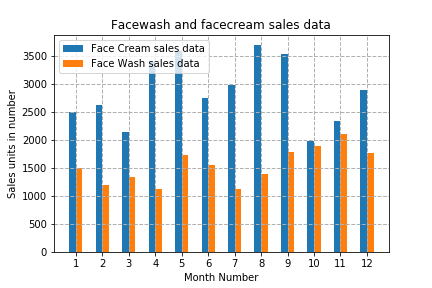 Facewash and facecream sales data
Face Cream sales data
Face Wash sales data
Sales units in number
3500
3000
2500
2000
1500
1000
500
0
1 2 3 4 5 6 7 8 9 10 11 12
Month Number